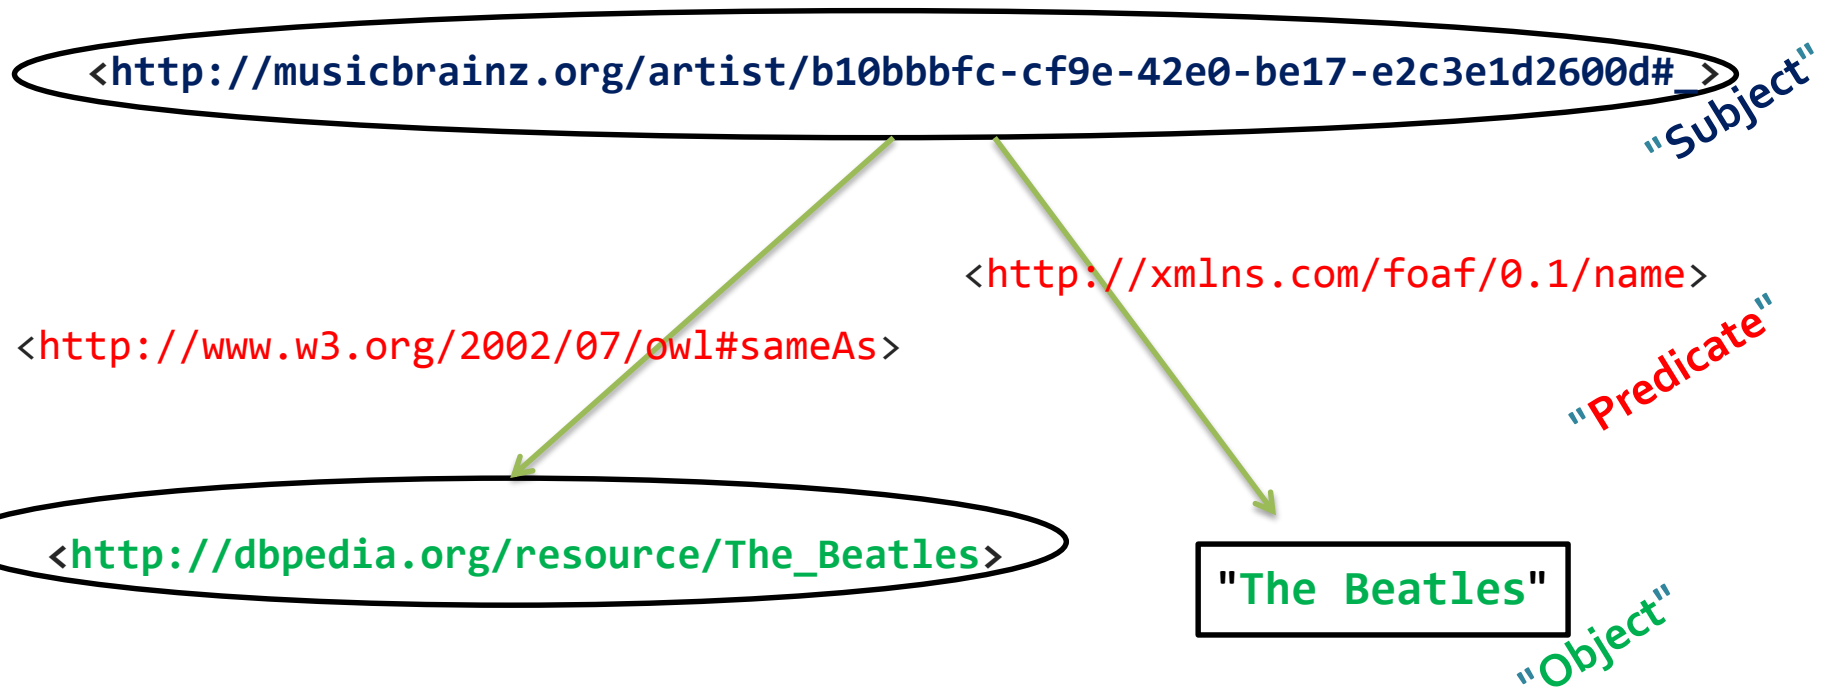 <http://musicbrainz.org/artist/b10bbbfc-cf9e-42e0-be17-e2c3e1d2600d#_>
"Subject"
<http://xmlns.com/foaf/0.1/name>
<http://www.w3.org/2002/07/owl#sameAs>
"Predicate"
<http://dbpedia.org/resource/The_Beatles>
"The Beatles"
"Object"